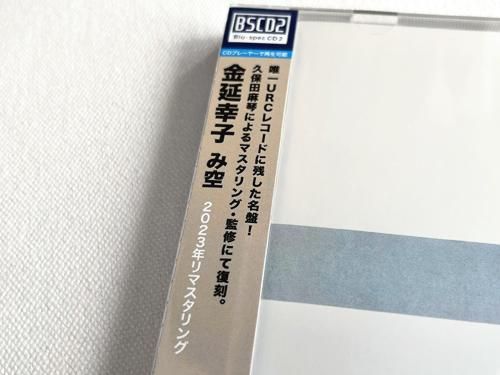 BSCD2
Blu-spec CD2
CDプレーヤーで再生可能
唯一URCレコードに残した名盤!
久保田麻琴によるマスタリング・監修にて復刻。
金延幸子 み空
2023年リマスタリング